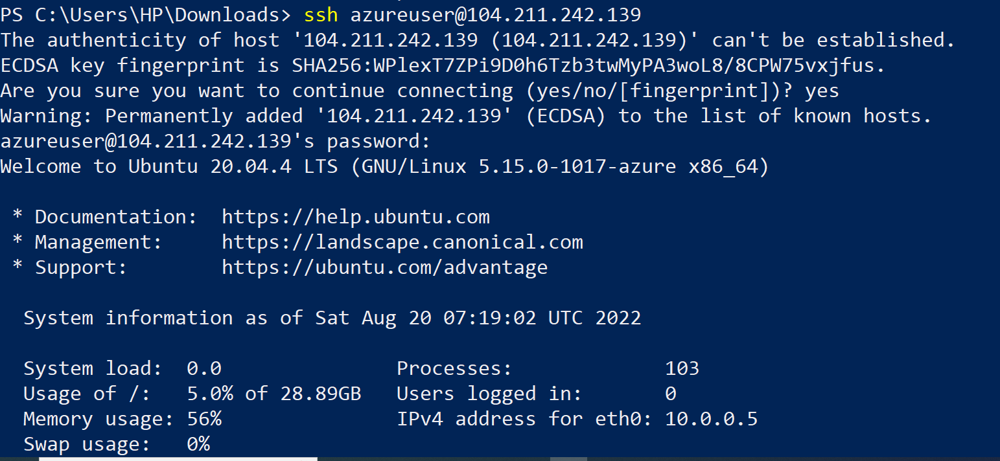 PS C:\Users\HP\Downloads> ssh azureuser@104.211.242.139
The authenticity of host '104.211.242.139 (104.211.242.139)' can't be established.
ECDSA key fingerprint is SHA256:WPlexT7ZPi9D0h6Tzb3twMyPA3woL8/8CPW75vxjfus.
Are you sure you want to continue connecting (yes/no/[fingerprint])? yes
Warning: Permanently added '104.211.242.139' (ECDSA) to the list of known hosts.
azureuser@104.211.242.139's password:
Welcome to Ubuntu 20.04.4 LTS (GNU/Linux 5.15.0-1017-azure x86_64)

 * Documentation:  https://help.ubuntu.com
 * Management:     https://landscape.canonical.com
 * Support:        https://ubuntu.com/advantage

  System information as of Sat Aug 20 07:19:02 UTC 2022

  System load:  0.0               Processes:             103
  Usage of /:   5.0% of 28.89GB   Users logged in:       0
  Memory usage: 56%               IPv4 address for eth0: 10.0.0.5
  Swap usage:   0%